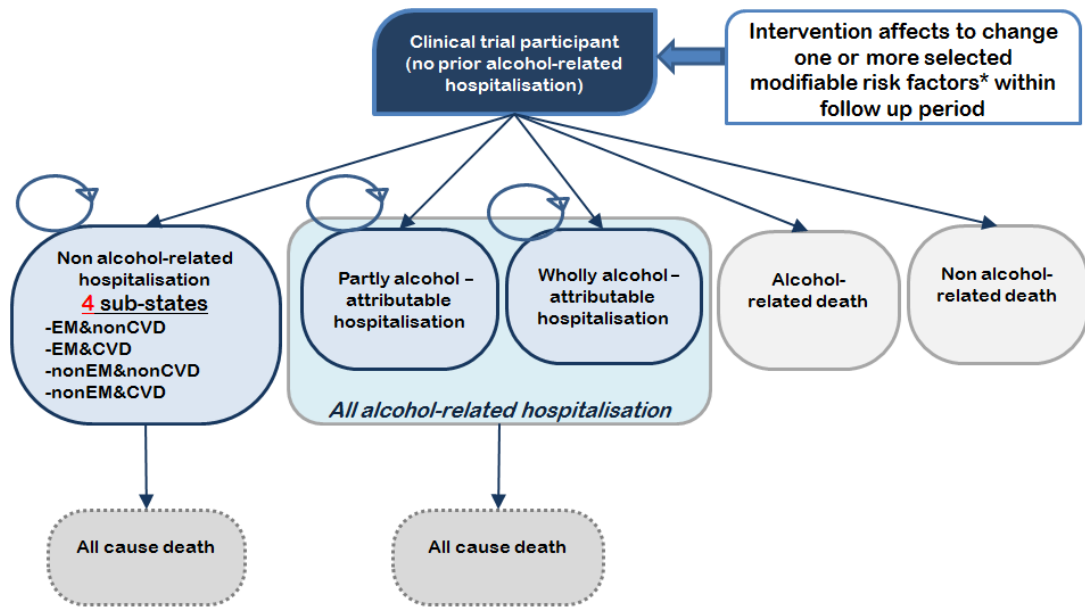 Clinical trial participant
(no prior alcohol-related
hospitalisation)
Intervention affects to change
one or more selected
modifiable risk factors* within
follow up period
Non alcohol-related
hospitalisation
4 sub-states
-EM&nonCVD
-EM&CVD
-nonEM&nonCVD
-nonEM&CVD
Partly alcohol –
attributable
hospitalisation
Wholly alcohol –
attributable
hospitalisation
All alcohol-related hospitalisation
Alcohol-
related death
Non alcohol-
related death
All cause death
All cause death